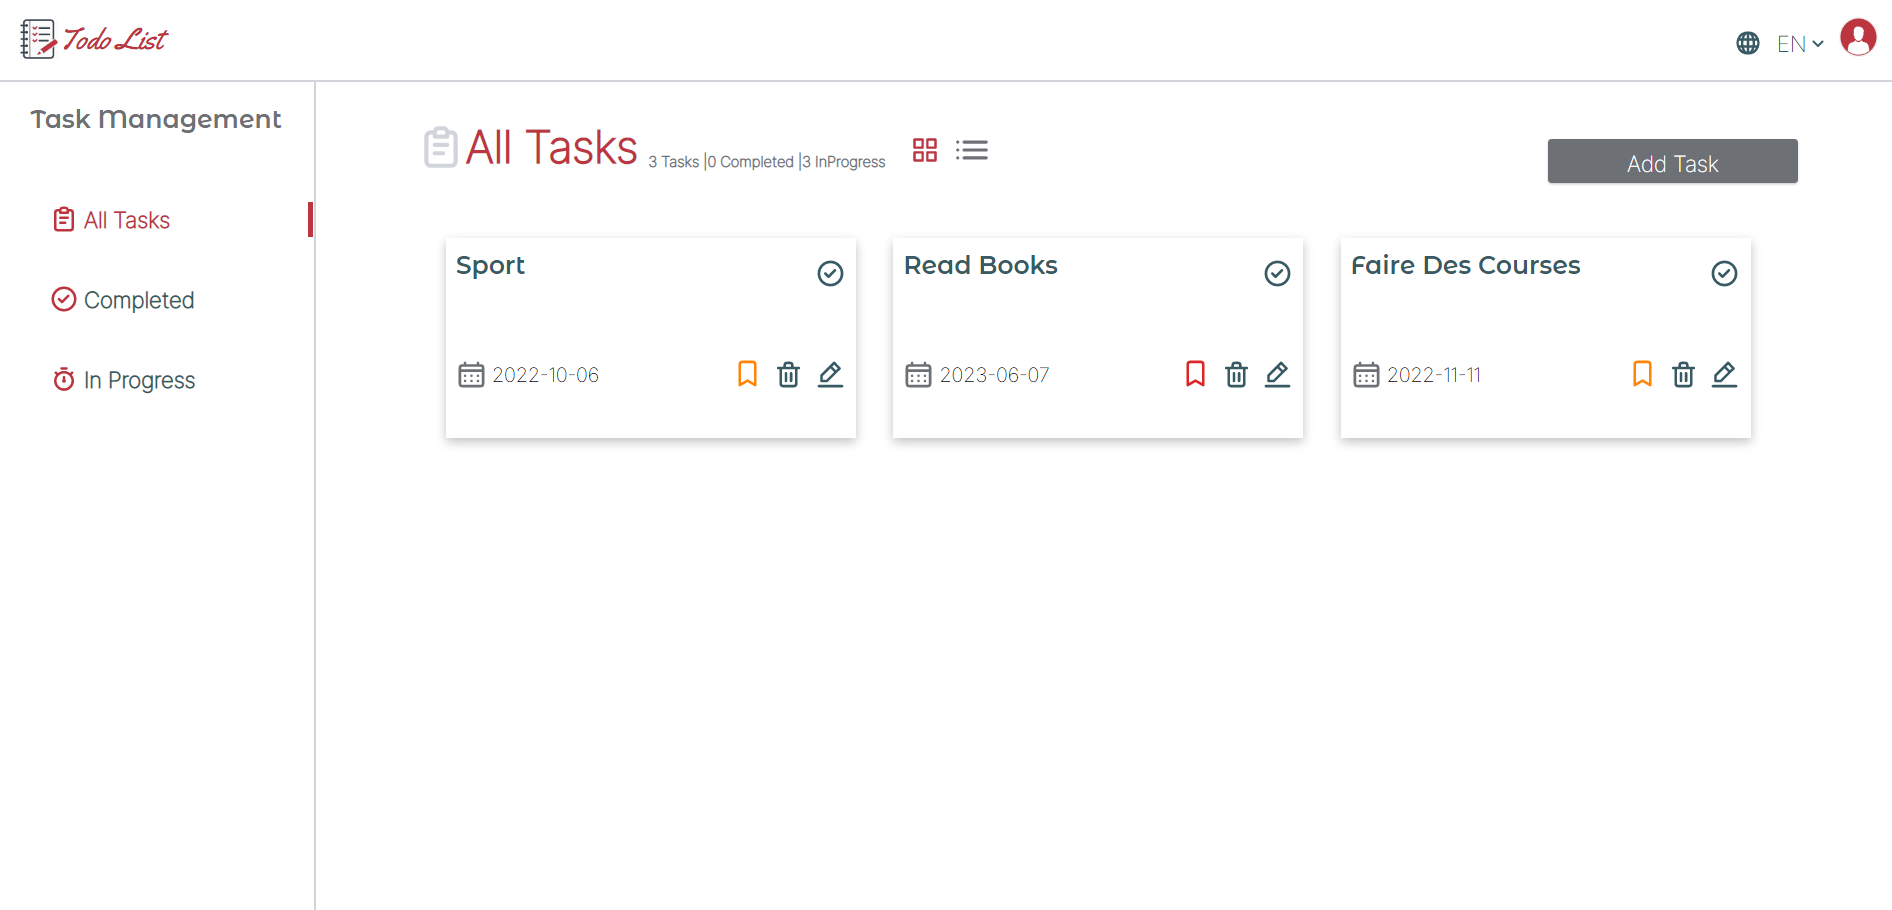 Todo List
EN
Task Management
All Tasks
Completed
In Progress
All Tasks 3 Tasks |0 Completed |3 InProgress
Add Task
Sport
2022-10-06
Read Books
2023-06-07
Faire Des Courses
2022-11-11